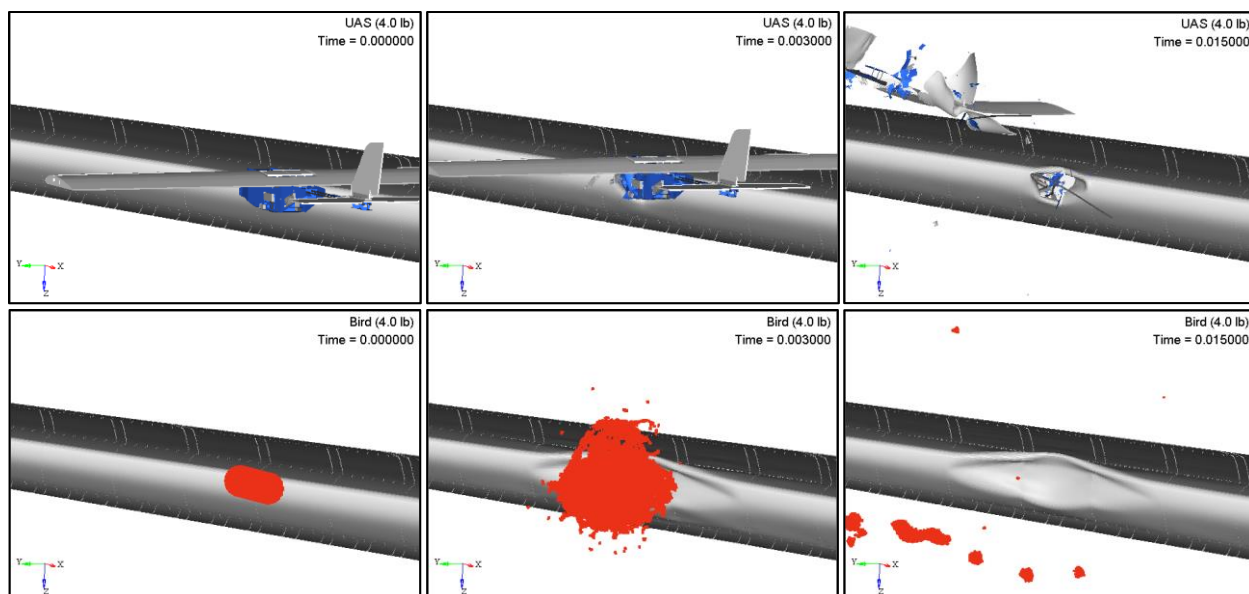 UAS (4.0 lb)
Time = 0.000000
Y
X
Z
UAS (4.0 lb)
Time = 0.003000
Y
X
Z
UAS (4.0 lb)
Time = 0.015000
Y
X
Z
Bird (4.0 lb)
Time = 0.000000
Y
X
Z
Bird (4.0 lb)
Time = 0.003000
Y
X
Z
Bird (4.0 lb)
Time = 0.015000
Y
X
Z